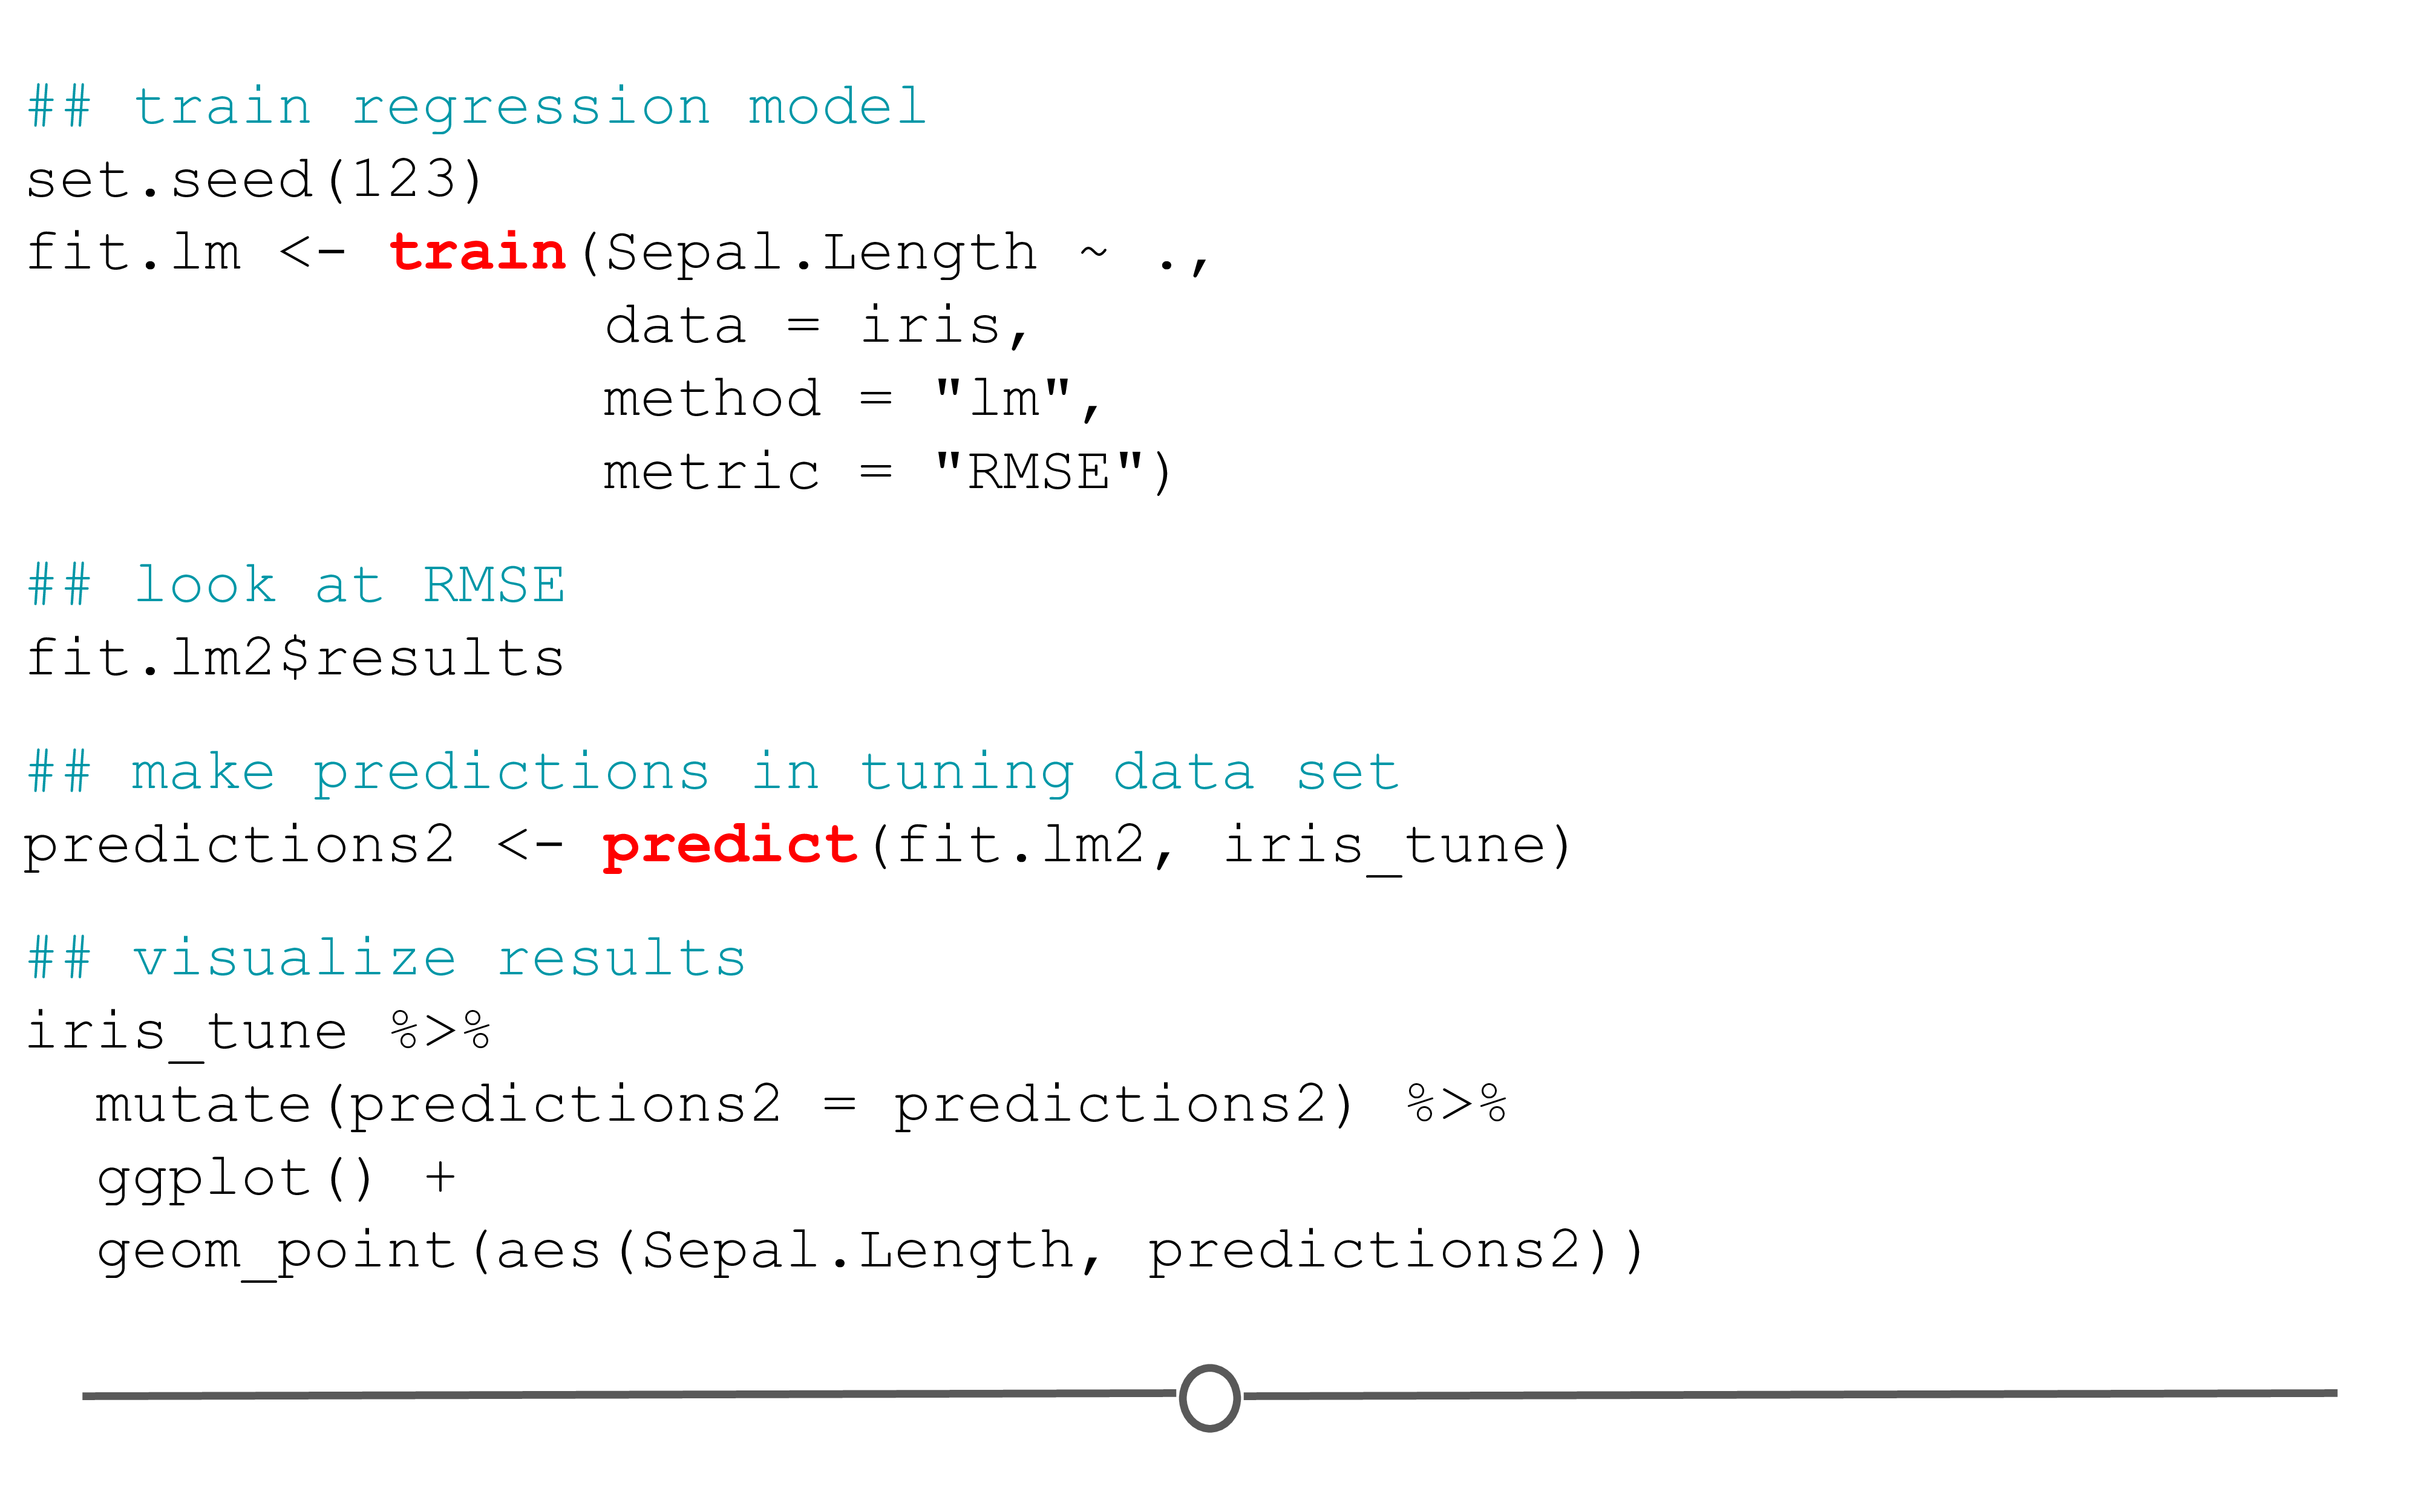 ## train regression model
set.seed(123)
fit.lm <- train(Sepal.Length ~ .,
data = iris,
method = "lm",
metric = "RMSE")
## look at RMSE
fit.lm2$results
## make predictions in tuning data set
predictions2 <- predict(fit.lm2, iris_tune)
## visualize results
iris_tune %>%
mutate(predictions2 = predictions2) %>%
ggplot() +
geom_point(aes(Sepal.Length, predictions2))